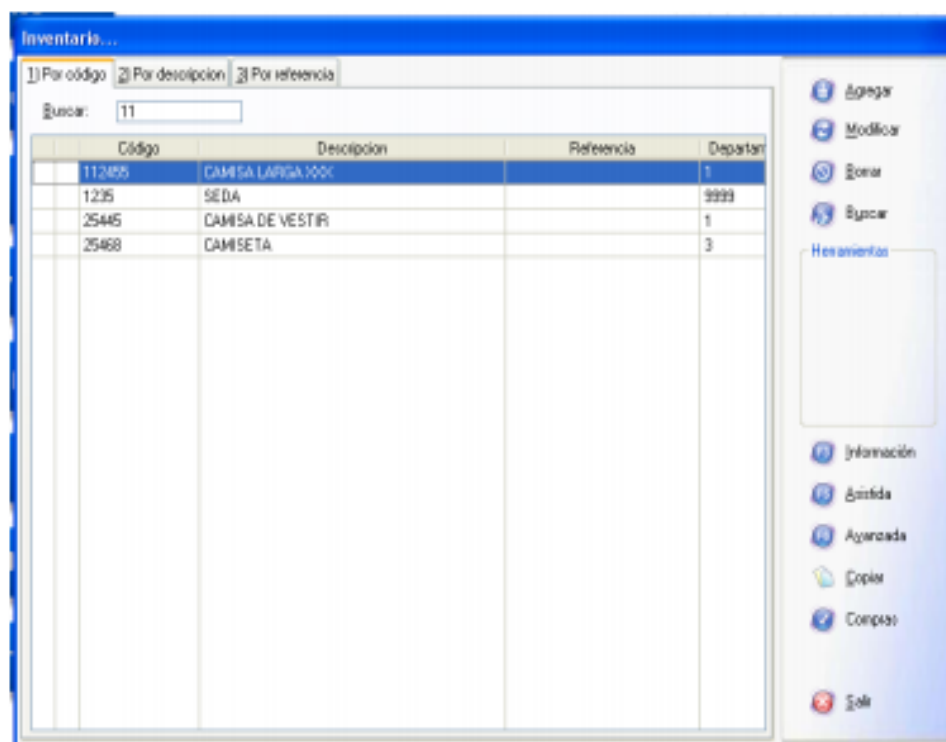 Inventario...
1) Por código 2) Por descripcion 3) Por referencia
Buscar: 11
Código Descripcion Referencia Departam
112455 CAMISA LARGA XXX 1
1235 SEDA 9999
25445 CAMISA DE VESTIR 1
25468 CAMISETA 3
Agregar
Modificar
Borrar
Buscar
Herramientas
Información
Asistida
Avanzada
Copiar
Compras
Salir